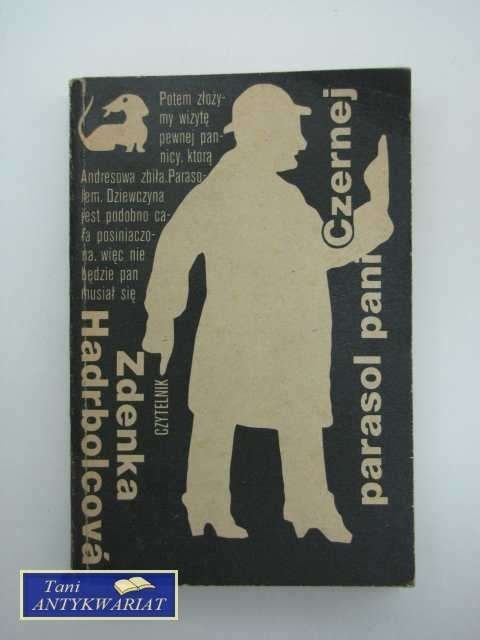 Potem złoży-
my wizytę
pewnej pan-
nicy, którą
Andresowa zbiła. Paraso-
lem. Dziewczyna
jest podobno ca-
ła posiniaczo-
na, więc nie
będzie pan
musiał się
parasol pani Czernej
Zdenka
Hadrbolcová
CZYTELNIK
Tani
ANTYKWARIAT